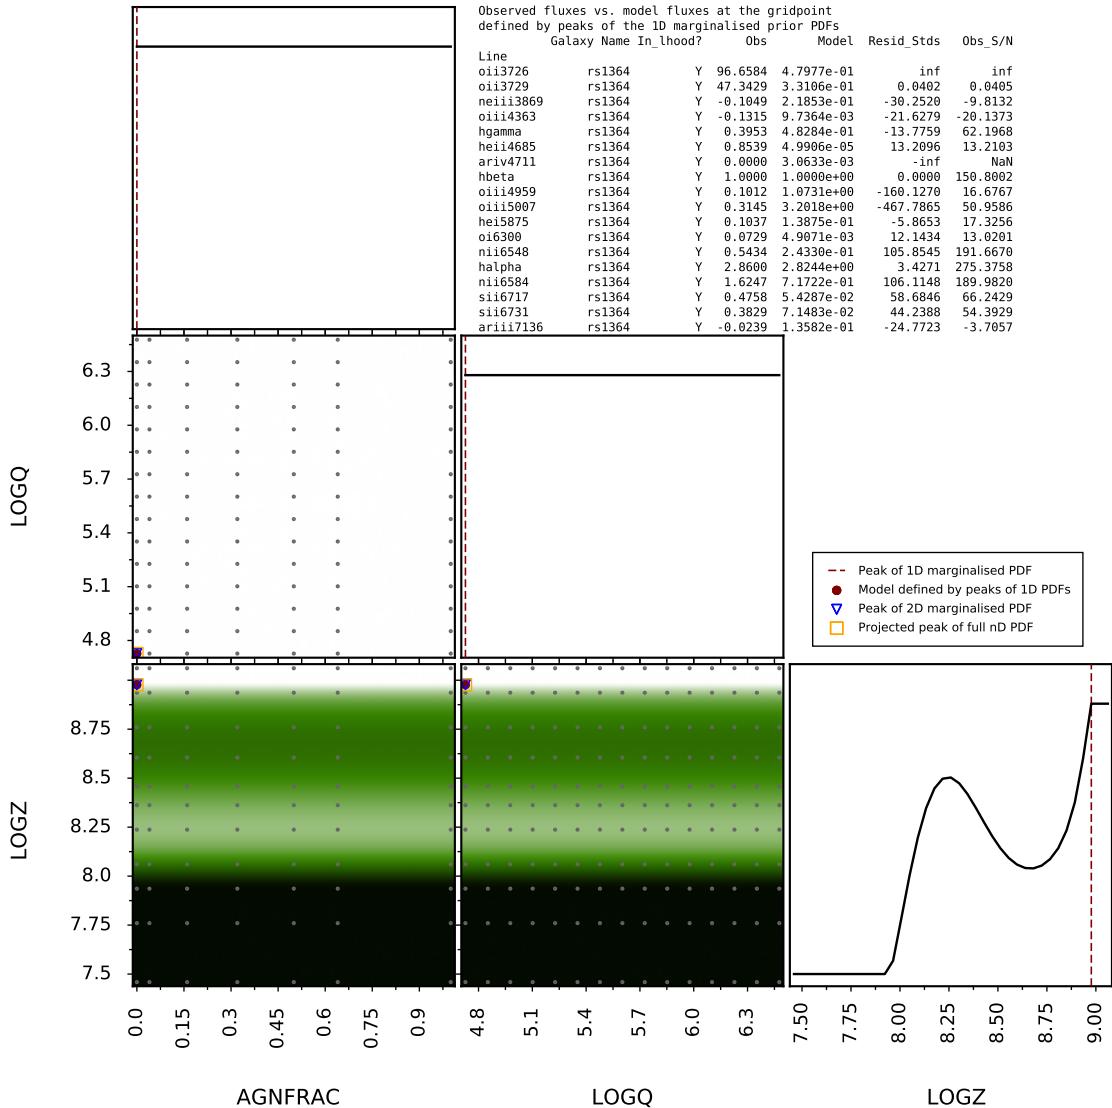 Observed fluxes vs. model fluxes at the gridpoint
defined by peaks of the 1D marginalised prior PDFs
Galaxy Name In_lhood? Obs Model Resid_Stds Obs_S/N
Line
oii3726 rs1364 Y 96.6584 4.7977e-01 inf inf
oii3729 rs1364 Y 47.3429 3.3106e-01 0.0402 0.0405
neiii3869 rs1364 Y -0.1049 2.1853e-01 -30.2520 -9.8132
oiii4363 rs1364 Y -0.1315 9.7364e-03 -21.6279 -20.1373
hgamma rs1364 Y 0.3953 4.8284e-01 -13.7759 62.1968
heii4685 rs1364 Y 0.8539 4.9906e-05 13.2096 13.2103
ariv4711 rs1364 Y 0.0000 3.0633e-03 -inf NaN
hbeta rs1364 Y 1.0000 1.0000e+00 0.0000 150.8002
oiii4959 rs1364 Y 0.1012 1.0731e+00 -160.1270 16.6767
oiii5007 rs1364 Y 0.3145 3.2018e+00 -467.7865 50.9586
hei5875 rs1364 Y 0.1037 1.3875e-01 -5.8653 17.3256
oi6300 rs1364 Y 0.0729 4.9071e-03 12.1434 13.0201
nii6548 rs1364 Y 0.5434 2.4330e-01 105.8545 191.6670
halpha rs1364 Y 2.8600 2.8244e+00 3.4271 275.3758
nii6584 rs1364 Y 1.6247 7.1722e-01 106.1148 189.9820
sii6717 rs1364 Y 0.4758 5.4287e-02 58.6846 66.2429
sii6731 rs1364 Y 0.3829 7.1483e-02 44.2388 54.3929
ariii7136 rs1364 Y -0.0239 1.3582e-01 -24.7723 -3.7057
6.3
6.0
5.7
5.4
5.1
4.8
LOGQ
Peak of 1D marginalised PDF
Model defined by peaks of 1D PDFs
Peak of 2D marginalised PDF
Projected peak of full nD PDF
8.75
8.5
8.25
8.0
7.75
7.5
LOGZ
0.0 0.15 0.3 0.45 0.6 0.75 0.9
4.8 5.1 5.4 5.7 6.0 6.3
7.50 7.75 8.00 8.25 8.50 8.75 9.00
AGNFRAC LOGQ LOGZ